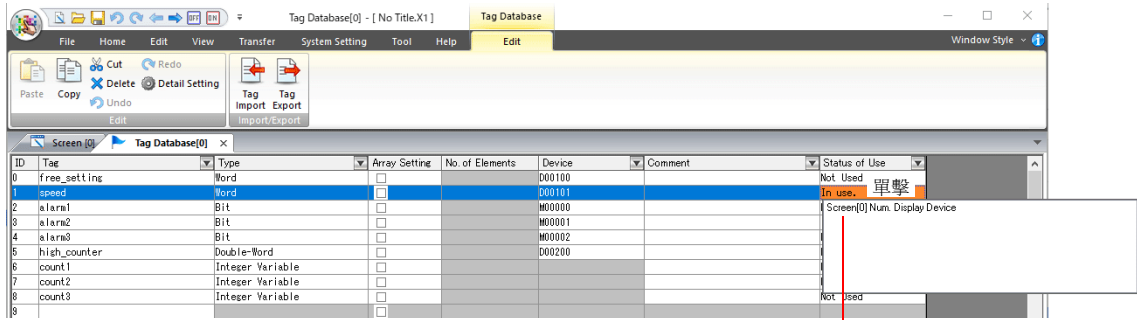 OFF ON Tag Database[0] - [ No Title.X1 ] Tag Database
File Home Edit View Transfer System Setting Tool Help Edit Window Style
Paste Copy Cut Delete Undo Redo Detail Setting Tag Import Tag Export
Edit Import/Export
Screen [0] Tag Database[0] ×
ID Tag Type Array Setting No. of Elements Device Comment Status of Use
0 free_setting Word D00100 Not Used
1 speed Word D00101 In use. 單擊
2 alarm1 Bit M00000
Screen[0] Num. Display Device
3 alarm2 Bit M00001
4 alarm3 Bit M00002
5 high_counter Double-Word D00200
6 count1 Integer Variable
7 count2 Integer Variable
8 count3 Integer Variable Not Used
9